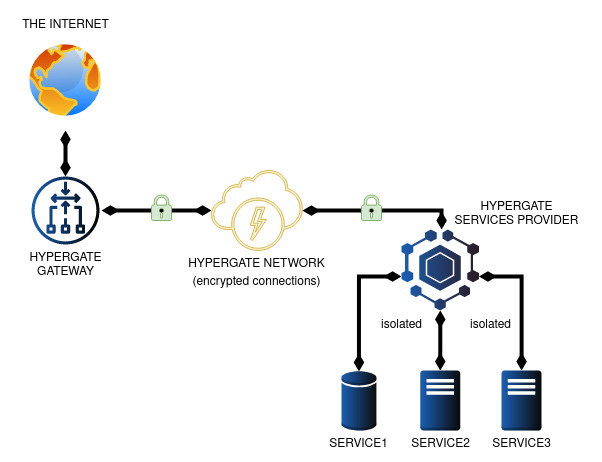 THE INTERNET
HYPERGATE
GATEWAY
HYPERGATE NETWORK
(encrypted connections)
HYPERGATE
SERVICES PROVIDER
isolated
isolated
SERVICE1
SERVICE2
SERVICE3